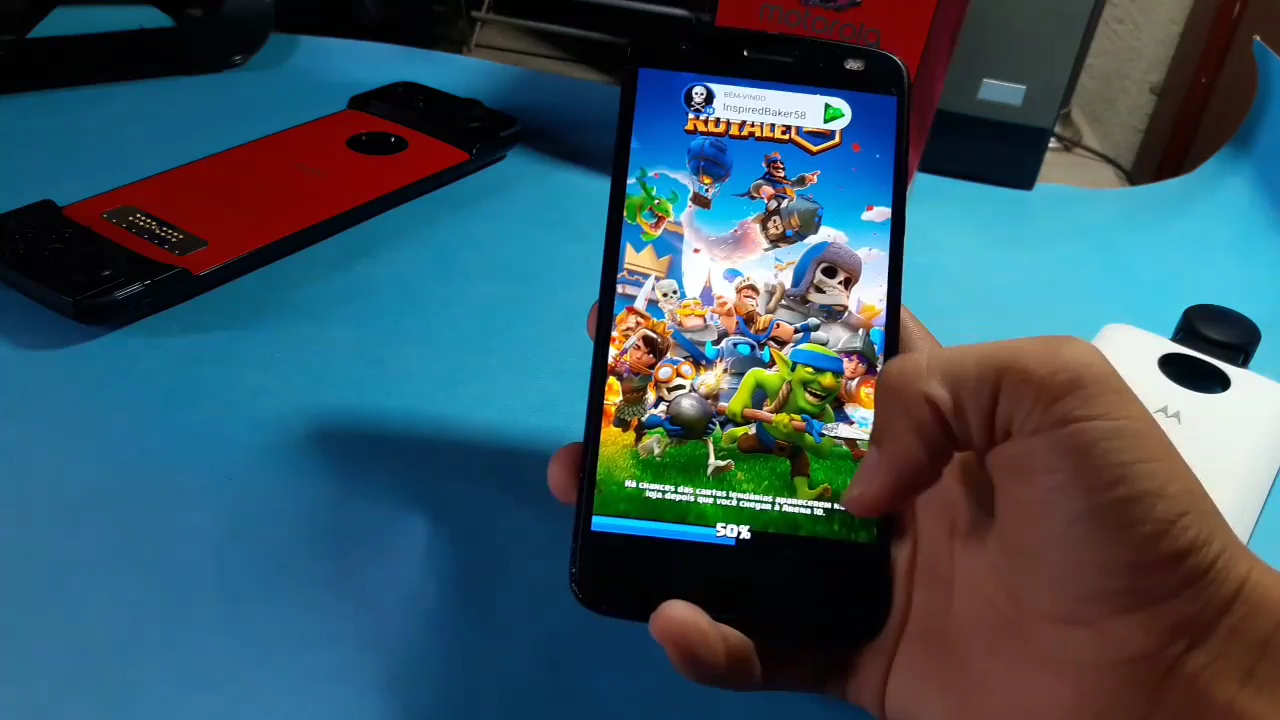 motorola
BEM-VINDO
InspiredBaker58
ROYALE
Há chances das cartas lendárias aparecerem na
loja depois que você chegar à Arena 10.
50%